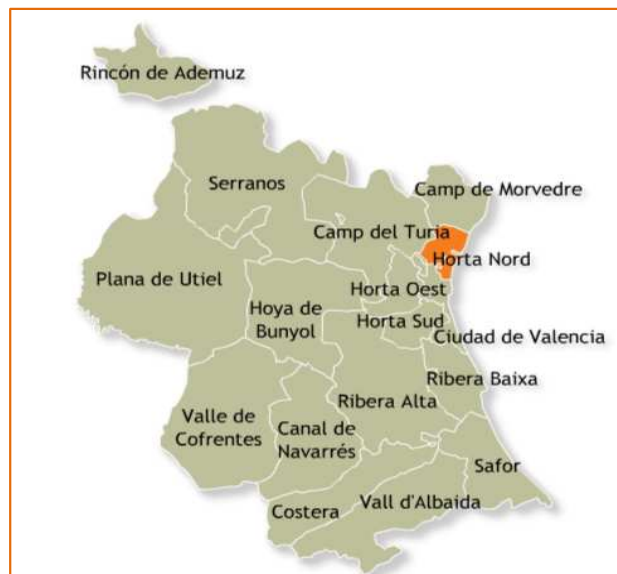 Rincón de Ademuz
Serranos
Camp de Morvedre
Camp del Turia
Horta Nord
Plana de Utiel
Horta Oest
Hoya de
Bunyol
Horta Sud
Ciudad de Valencia
Ribera Baixa
Ribera Alta
Valle de
Cofrentes
Canal de
Navarrés
Safor
Vall d'Albaida
Costera